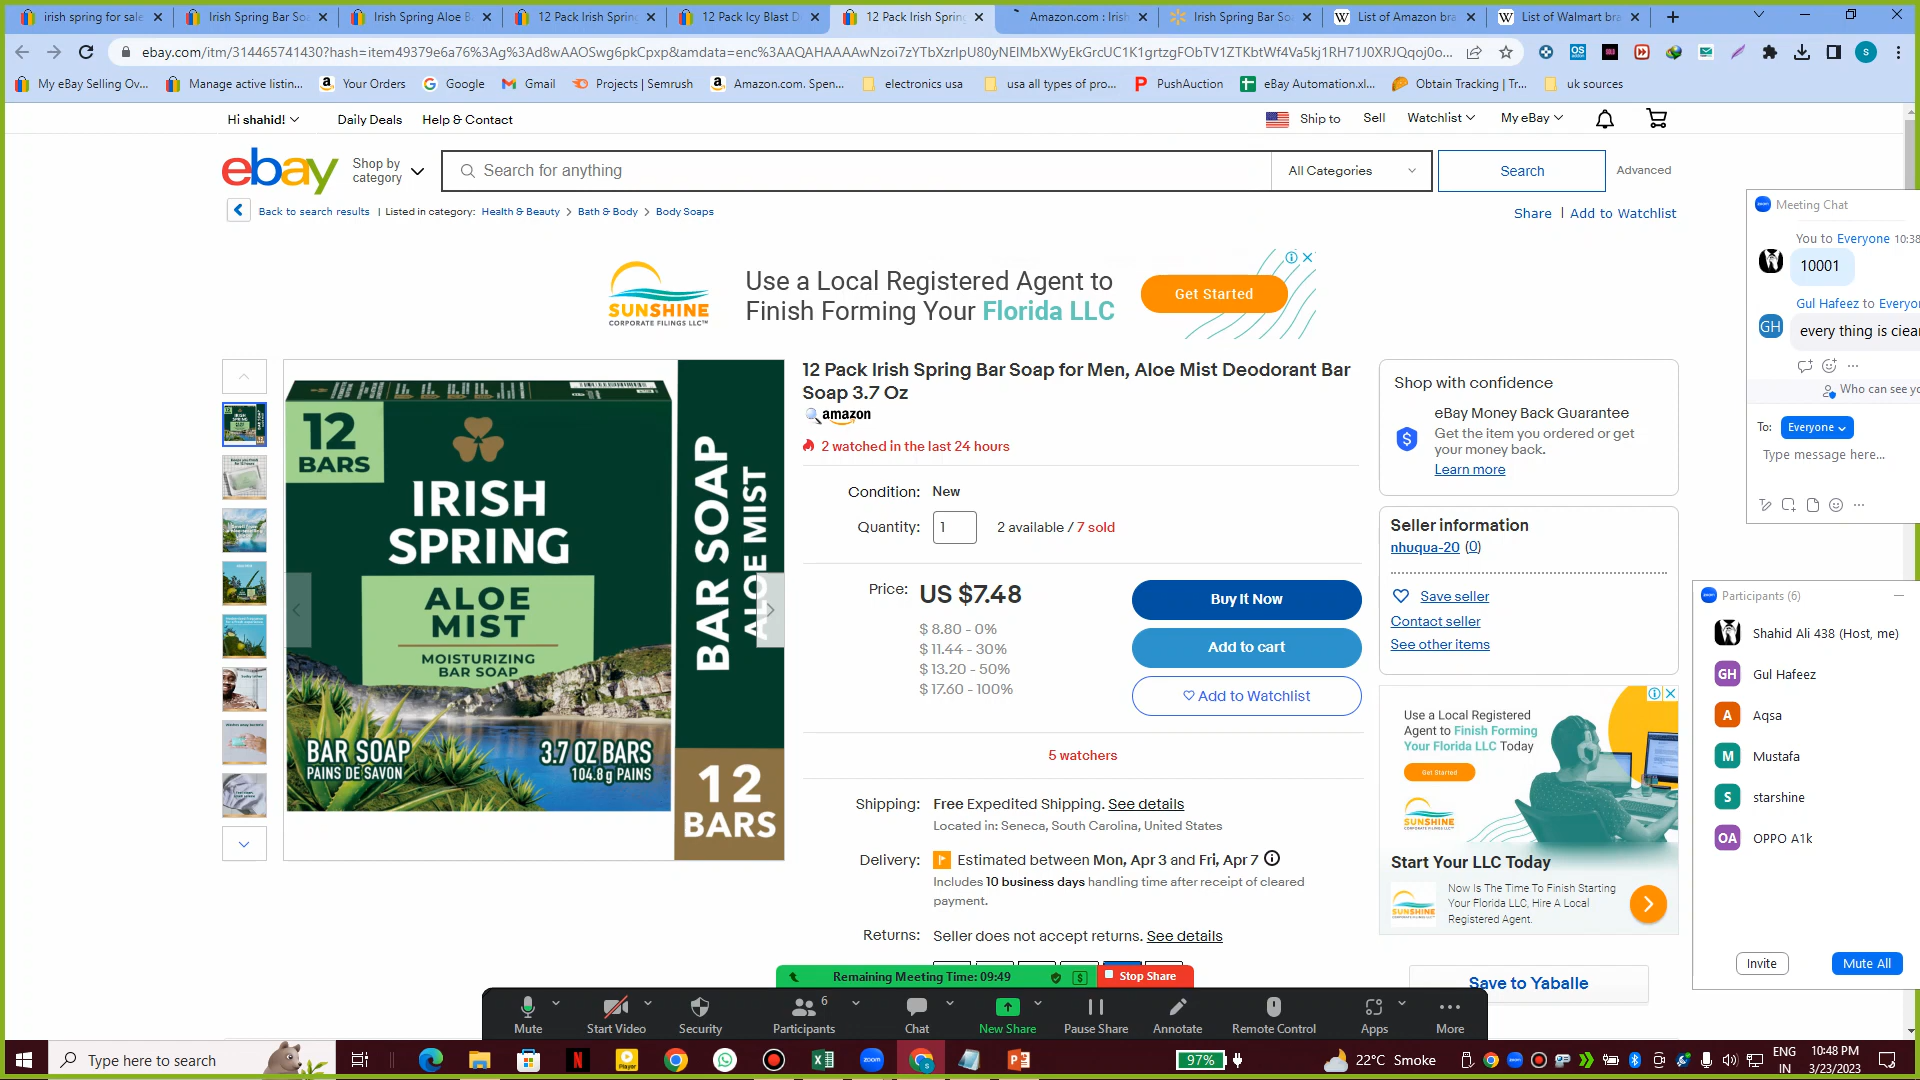 irish spring for sale
Irish Spring Bar So
Irish Spring Aloe B
12 Pack Irish Spring
12 Pack Icy Blast D
12 Pack Irish Spring
Amazon.com : Irish
Irish Spring Bar So
List of Amazon bra
List of Walmart bra
ebay.com/itm/314465741430?hash=item49379e6a76%3Ag%3Ad8wAAOSwg6pkCpxp&amdata=enc%3AAQAHAAAAwNzoi7zYTbXzrlpU80yNEIMbXWyEkGrcUC1K1grtzgFObTV1ZTKbtWf4Va5kj1RH71J0XRJQqoj0o...
My eBay Selling Ov...
Manage active listin...
Your Orders
Google
Gmail
Projects | Semrush
Amazon.com. Spen...
electronics usa
usa all types of pro...
PushAuction
eBay Automation.xl...
Obtain Tracking | Tr...
uk sources
Hi shahid!
Daily Deals
Help & Contact
Ship to
Sell
Watchlist
My eBay
ebay
Shop by category
Search for anything
All Categories
Search
Advanced
Back to search results | Listed in category: Health & Beauty > Bath & Body > Body Soaps
Share | Add to Watchlist
SUNSHINE
CORPORATE FILINGS LLC™
Use a Local Registered Agent to
Finish Forming Your Florida LLC
Get Started
12
BARS
IRISH
SPRING
ALOE
MIST
MOISTURIZING
BAR SOAP
BAR SOAP
PAINS DE SAVON
3.7 OZ BARS
104.8 g PAINS
BAR SOAP
ALOE MIST
12
BARS
12 Pack Irish Spring Bar Soap for Men, Aloe Mist Deodorant Bar
Soap 3.7 Oz
amazon
2 watched in the last 24 hours
Condition: New
Quantity: 1
2 available / 7 sold
Price: US $7.48
$ 8.80 - 0%
$ 11.44 - 30%
$ 13.20 - 50%
$ 17.60 - 100%
Buy It Now
Add to cart
Add to Watchlist
5 watchers
Shipping: Free Expedited Shipping. See details
Located in: Seneca, South Carolina, United States
Delivery: Estimated between Mon, Apr 3 and Fri, Apr 7
Includes 10 business days handling time after receipt of cleared
payment.
Returns: Seller does not accept returns. See details
Shop with confidence
eBay Money Back Guarantee
Get the item you ordered or get
your money back.
Learn more
Seller information
nhuqua-20 (0)
Save seller
Contact seller
See other items
Use a Local Registered
Agent to Finish Forming
Your Florida LLC Today
Get Started
SUNSHINE
Start Your LLC Today
Now Is The Time To Finish Starting
Your Florida LLC, Hire A Local
Registered Agent.
SUNSHINE
Save to Yaballe
Meeting Chat
You to Everyone 10:38
10001
Gul Hafeez to Everyo
GH
every thing is clea
Who can see yo
To: Everyone
Type message here...
Participants (6)
Shahid Ali 438 (Host, me)
GH Gul Hafeez
A Aqsa
M Mustafa
S starshine
OA OPPO A1k
Invite
Mute All
Remaining Meeting Time: 09:49
Stop Share
Mute
Start Video
Security
Participants
6
Chat
New Share
Pause Share
Annotate
Remote Control
Apps
More
Type here to search
97%
22°C Smoke
ENG
IN
10:48 PM
3/23/2023